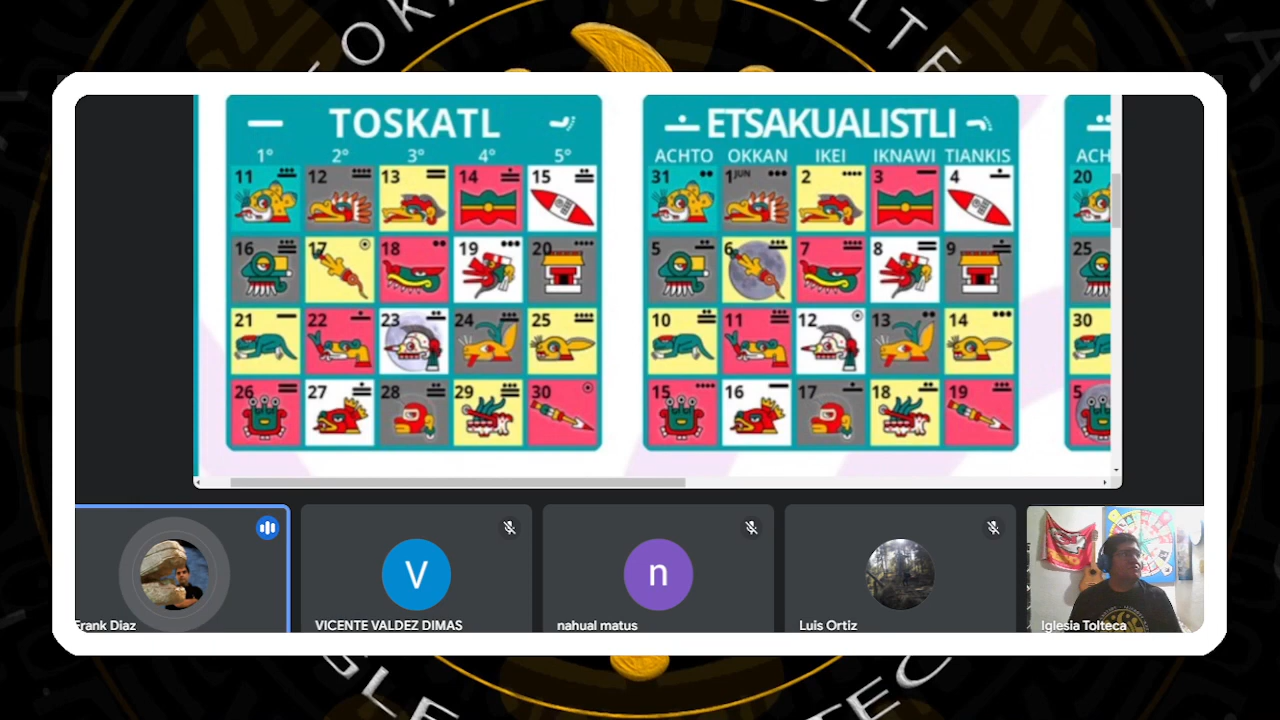 TOSKATL
1° 2° 3° 4° 5°
11 12 13 14 15
16 17 18 19 20
21 22 23 24 25
26 27 28 29 30
ETSAKUALISTLI
ACHTO OKKAN IKEI IKNAWI TIANKIS
31 1 JUN 2 3 4
5 6 7 8 9
10 11 12 13 14
15 16 17 18 19
ACH
20
25
30
5
V
n
Frank Diaz
VICENTE VALDEZ DIMAS
nahual matus
Luis Ortiz
Iglesia Tolteca